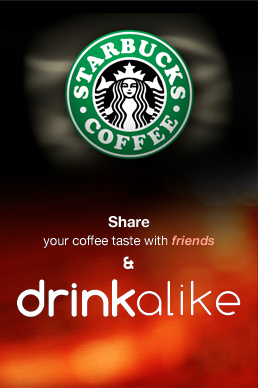 STARBUCKS
COFFEE
Share
your coffee taste with friends
&
drinkalike